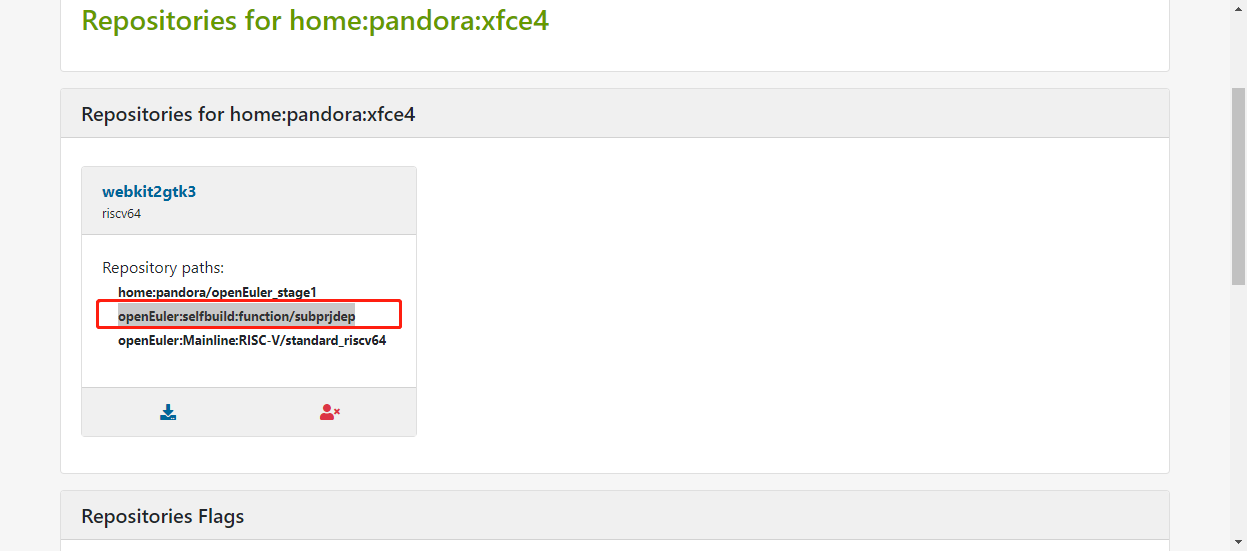 Repositories for home:pandora:xfce4
Repositories for home:pandora:xfce4
webkit2gtk3
riscv64
Repository paths:
home:pandora/openEuler_stage1
openEuler:selfbuild:function/subprjdep
openEuler:Mainline:RISC-V/standard_riscv64
Repositories Flags